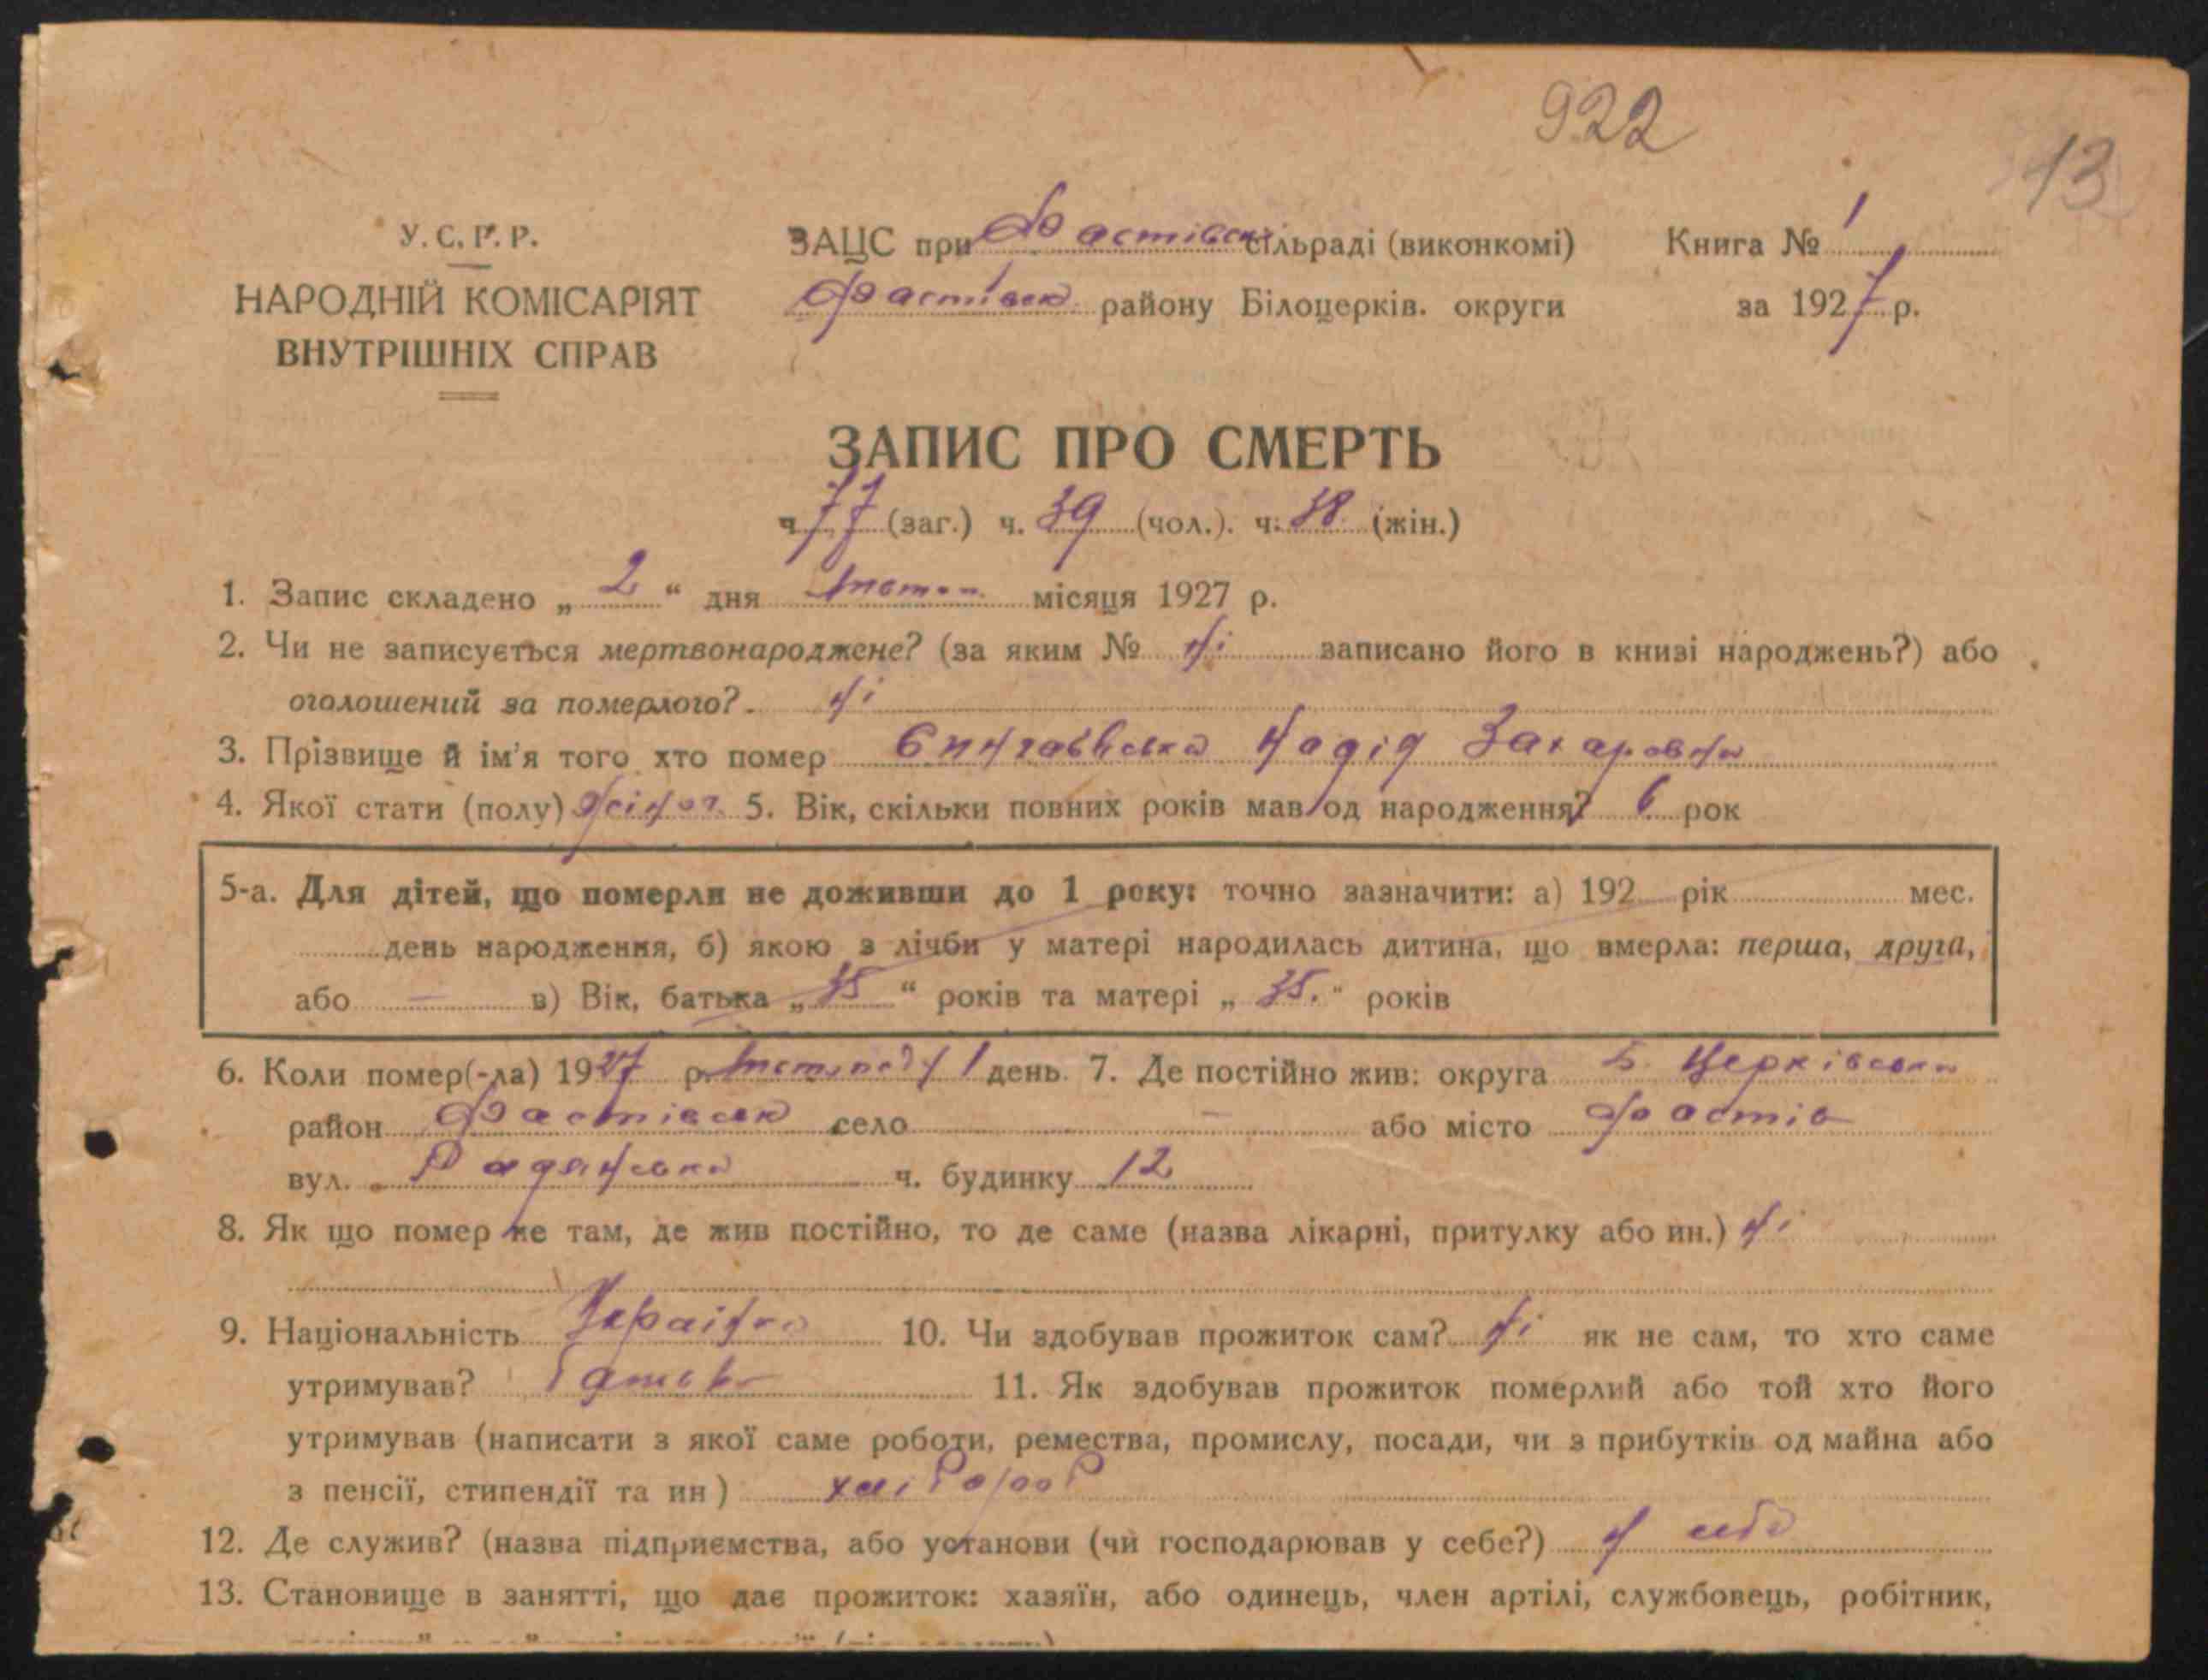 922
13
У.С.Р.Р.
НАРОДНІЙ КОМІСАРІЯТ
ВНУТРІШНІХ СПРАВ
ЗАЦС при Фастівськ сільраді (виконкомі)
Фастівськ району Білоцерків. округи
Книга № 1
за 1927 р.
ЗАПИС ПРО СМЕРТЬ
ч. 77 (заг.) ч. 39 (чол.). ч. 38 (жін.)
1. Запис складено „ 2 “ дня листоп місяця 1927 р.
2. Чи не записується мертвонароджене? (за яким № Ні записано його в книзі народжень?) або
оголошений за померлого? Ні
3. Прізвище й ім'я того хто помер Надія Захаровна
4. Якої стати (полу) жіноч. 5. Вік, скільки повних років мав од народження? 6 рок
5-а. Для дітей, що померли не доживши до 1 року: точно зазначити: а) 192 рік мес.
день народження, б) якою з лічби у матері народилась дитина, що вмерла: перша, друга,
або — в) Вік, батька „ 35 “ років та матері „ 35. “ років
6. Коли помер(-ла) 1927 р. листопаду 1 день. 7. Де постійно жив: округа Б. Церківська
район Фастівськ село — або місто Фастів
вул. Радянська ч. будинку 12
8. Як що помер не там, де жив постійно, то де саме (назва лікарні, притулку або ин.) Ні
9. Національність Українка 10. Чи здобував прожиток сам? Ні як не сам, то хто саме
утримував? батько 11. Як здобував прожиток померлий або той хто його
утримував (написати з якої саме роботи, ремества, промислу, посади, чи з прибутків од майна або
з пенсії, стипендії та ин) хлібороб
12. Де служив? (назва підприємства, або установи (чи господарював у себе?) у себе
13. Становище в занятті, що дає прожиток: хазяїн, або одинець, член артілі, службовець, робітник,